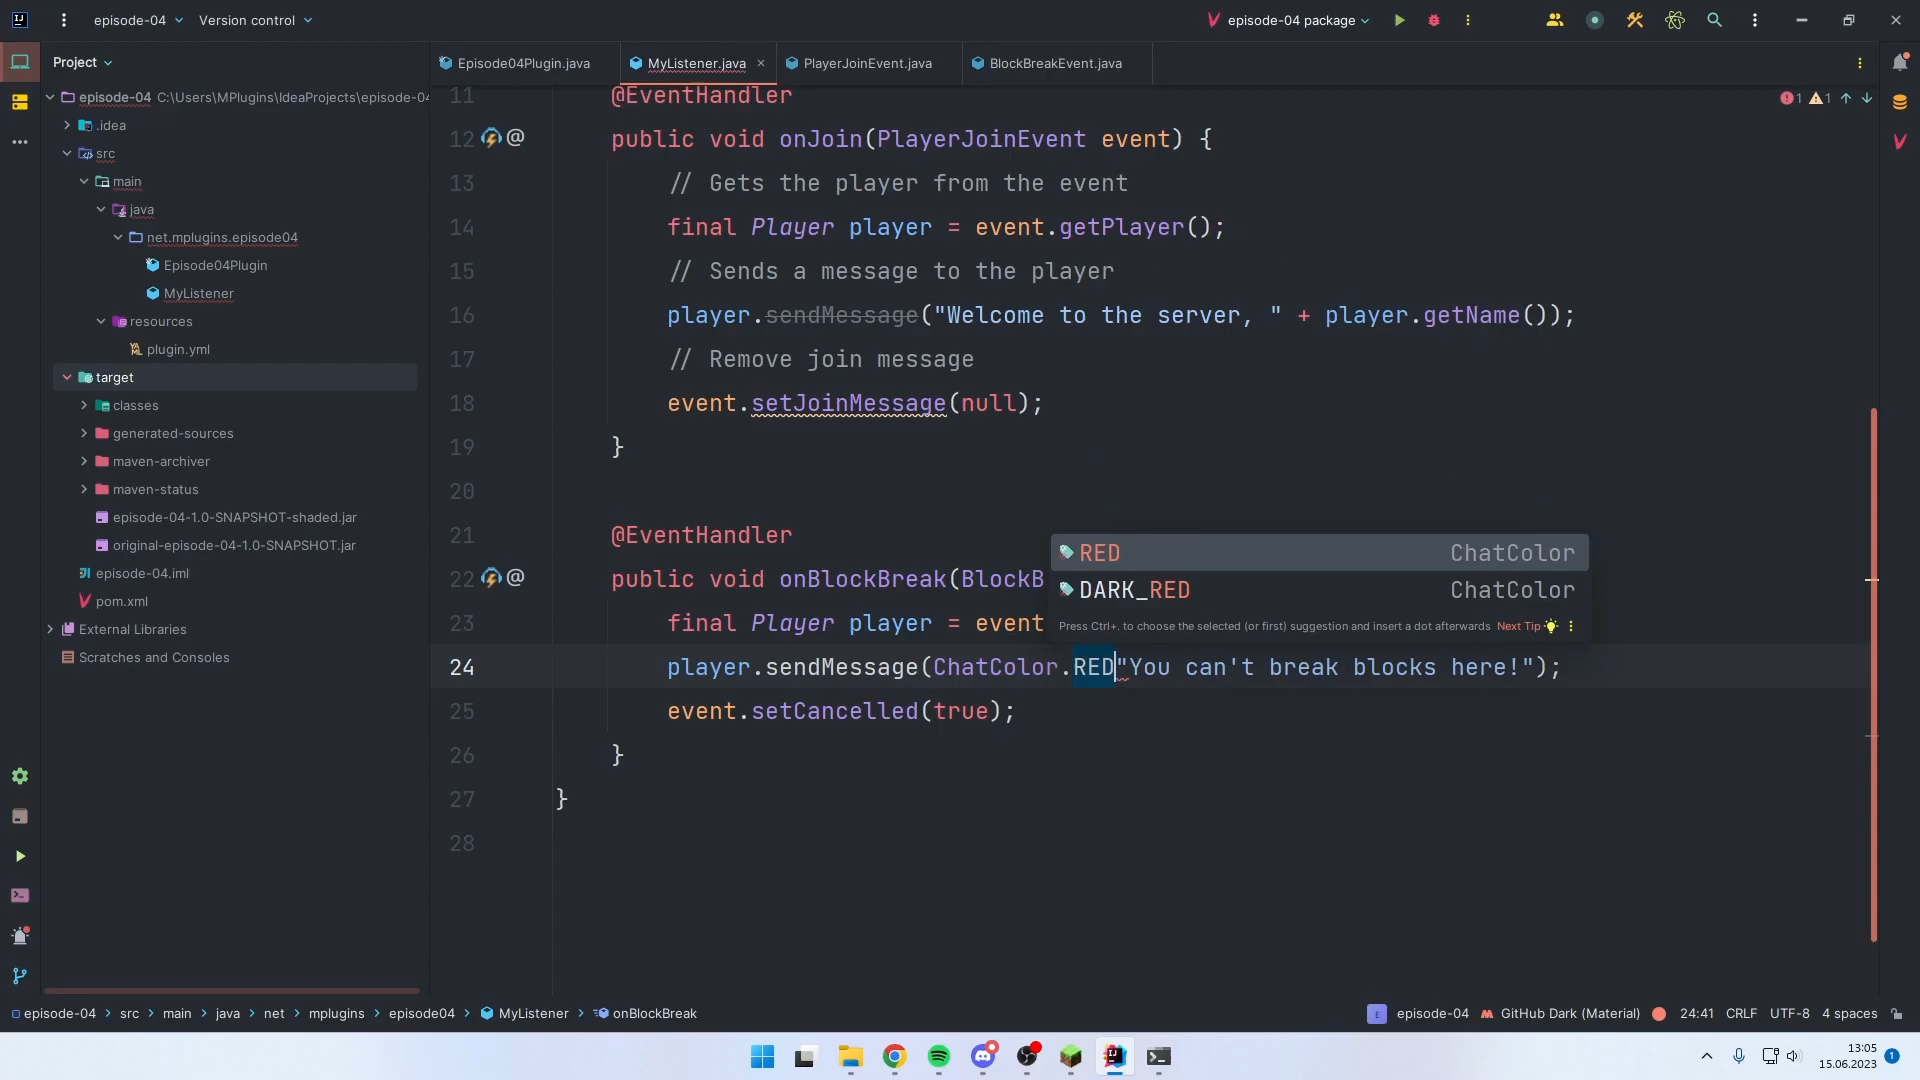 episode-04
Version control
episode-04 package
Project
Episode04Plugin.java
MyListener.java
PlayerJoinEvent.java
BlockBreakEvent.java
episode-04 C:\Users\MPlugins\IdeaProjects\episode-04
.idea
src
main
java
net.mplugins.episode04
Episode04Plugin
MyListener
resources
plugin.yml
target
classes
generated-sources
maven-archiver
maven-status
episode-04-1.0-SNAPSHOT-shaded.jar
original-episode-04-1.0-SNAPSHOT.jar
episode-04.iml
pom.xml
External Libraries
Scratches and Consoles
1 1
11 @EventHandler
12 @ public void onJoin(PlayerJoinEvent event) {
13 // Gets the player from the event
14 final Player player = event.getPlayer();
15 // Sends a message to the player
16 player.sendMessage("Welcome to the server, " + player.getName());
17 // Remove join message
18 event.setJoinMessage(null);
19 }
20
21 @EventHandler
22 @ public void onBlockBreak(BlockB
23 final Player player = event
24 player.sendMessage(ChatColor.RED"You can't break blocks here!");
25 event.setCancelled(true);
26 }
27 }
28
RED ChatColor
DARK_RED ChatColor
Press Ctrl+. to choose the selected (or first) suggestion and insert a dot afterwards Next Tip
episode-04 > src > main > java > net > mplugins > episode04 > MyListener > onBlockBreak
E episode-04 GitHub Dark (Material) 24:41 CRLF UTF-8 4 spaces
13:05
15.06.2023
1